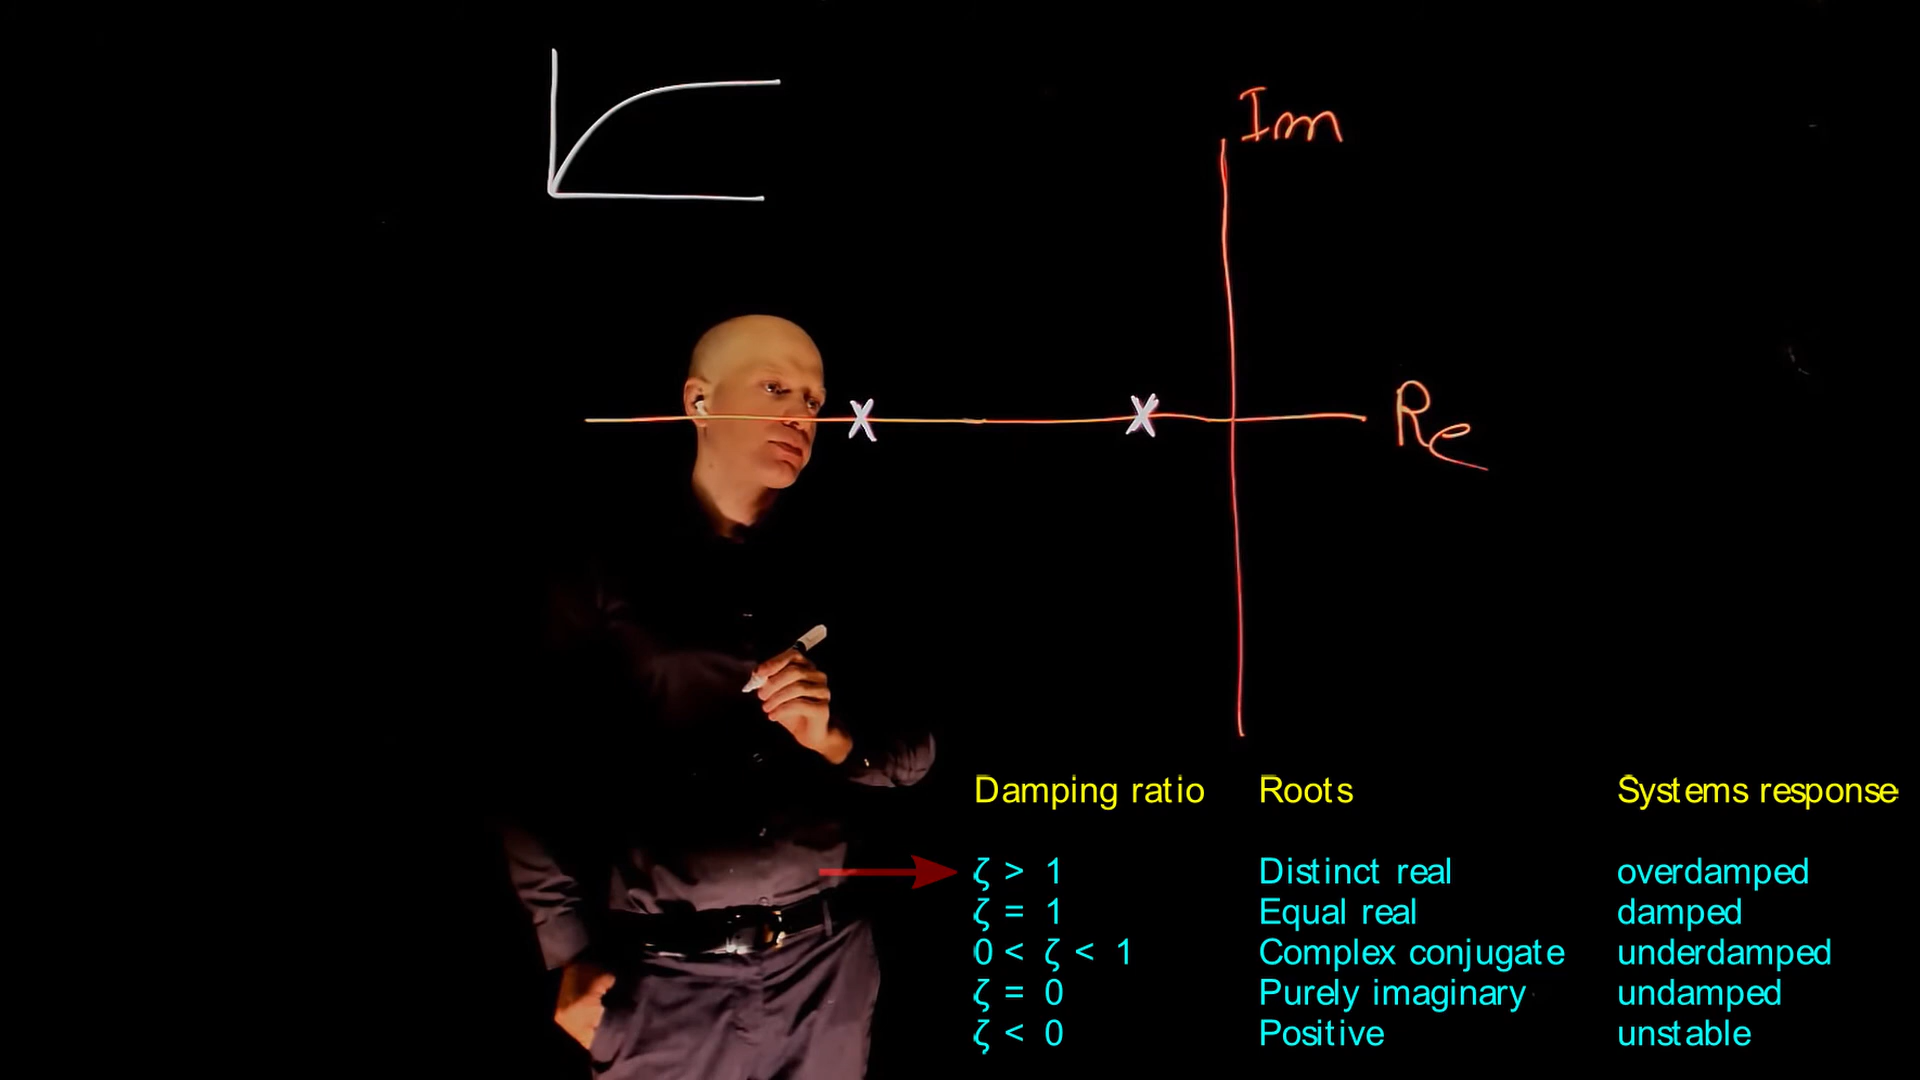 Im
X X
Re
Damping ratio Roots Systems response
ζ > 1 Distinct real overdamped
ζ = 1 Equal real damped
0 < ζ < 1 Complex conjugate underdamped
ζ = 0 Purely imaginary undamped
ζ < 0 Positive unstable